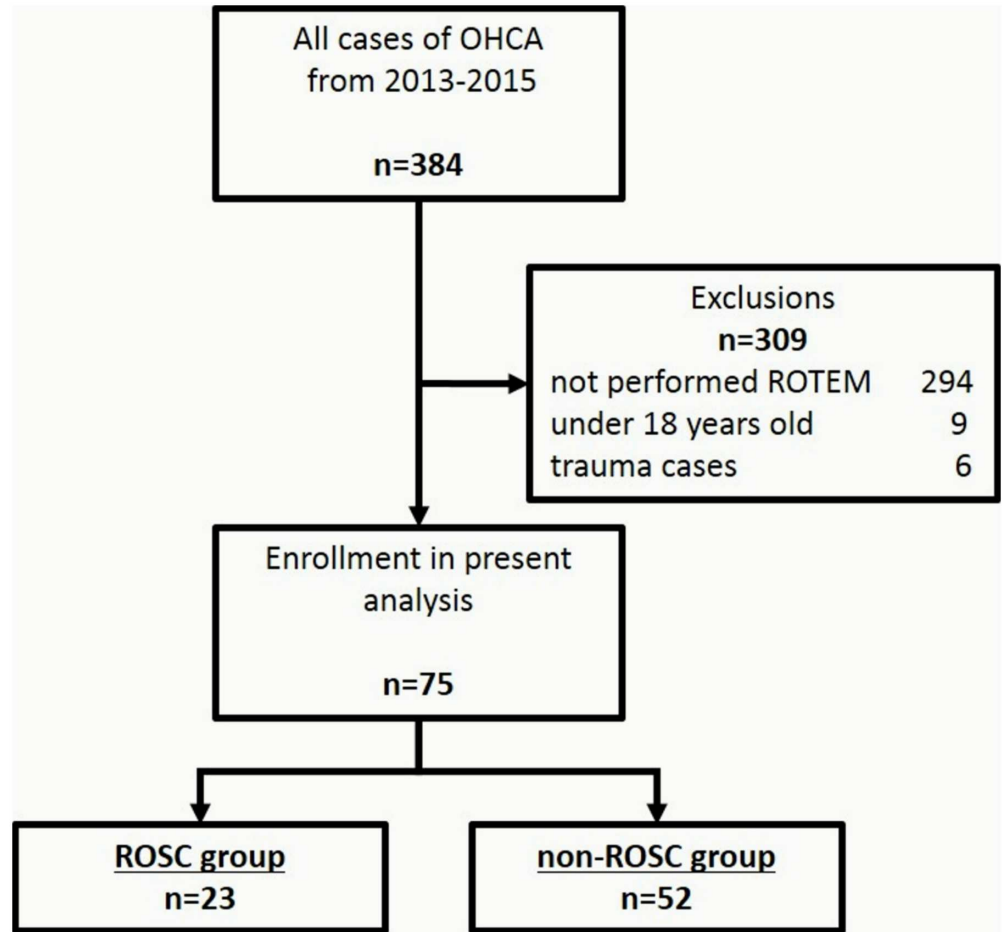 All cases of OHCA
from 2013-2015
n=384
Exclusions
n=309
not performed ROTEM 294
under 18 years old 9
trauma cases 6
Enrollment in present
analysis
n=75
ROSC group
n=23
non-ROSC group
n=52